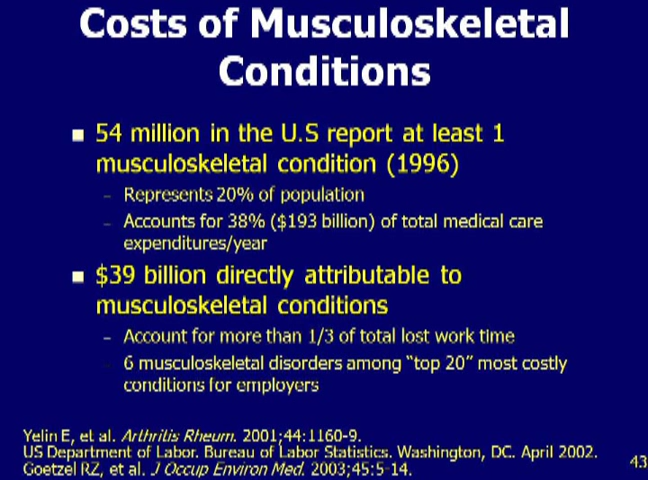 Costs of Musculoskeletal
Conditions
54 million in the U.S report at least 1
musculoskeletal condition (1996)
– Represents 20% of population
– Accounts for 38% ($193 billion) of total medical care
expenditures/year
$39 billion directly attributable to
musculoskeletal conditions
– Account for more than 1/3 of total lost work time
– 6 musculoskeletal disorders among “top 20” most costly
conditions for employers
Yelin E, et al. Arthritis Rheum. 2001;44:1160-9.
US Department of Labor. Bureau of Labor Statistics. Washington, DC. April 2002.
Goetzel RZ, et al. J Occup Environ Med. 2003;45:5-14.
43